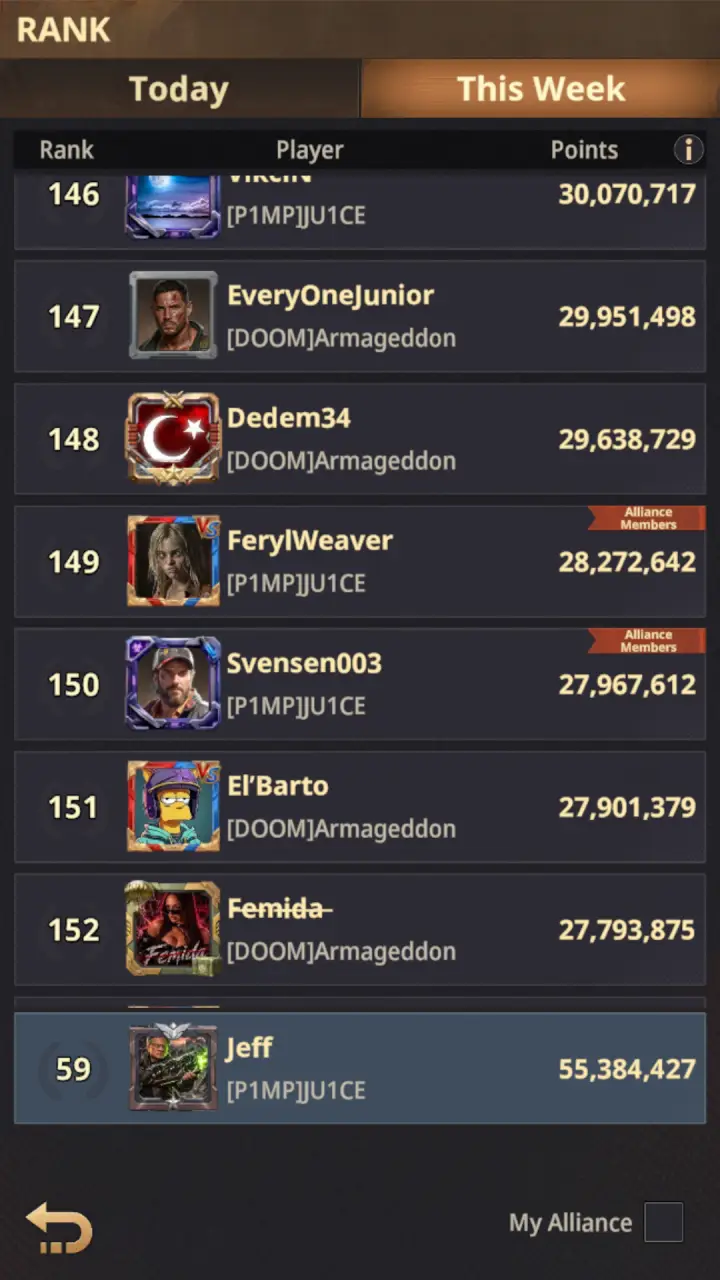 RANK
Today
This Week
Rank
Player
Points
i
146
[P1MP]JU1CE
30,070,717
147
EveryOneJunior
[DOOM]Armageddon
29,951,498
148
Dedem34
[DOOM]Armageddon
29,638,729
Alliance
Members
149
VS
FerylWeaver
[P1MP]JU1CE
28,272,642
Alliance
Members
150
Svensen003
[P1MP]JU1CE
27,967,612
151
VS
El’Barto
[DOOM]Armageddon
27,901,379
152
Femida
Femida
[DOOM]Armageddon
27,793,875
59
Jeff
[P1MP]JU1CE
55,384,427
My Alliance